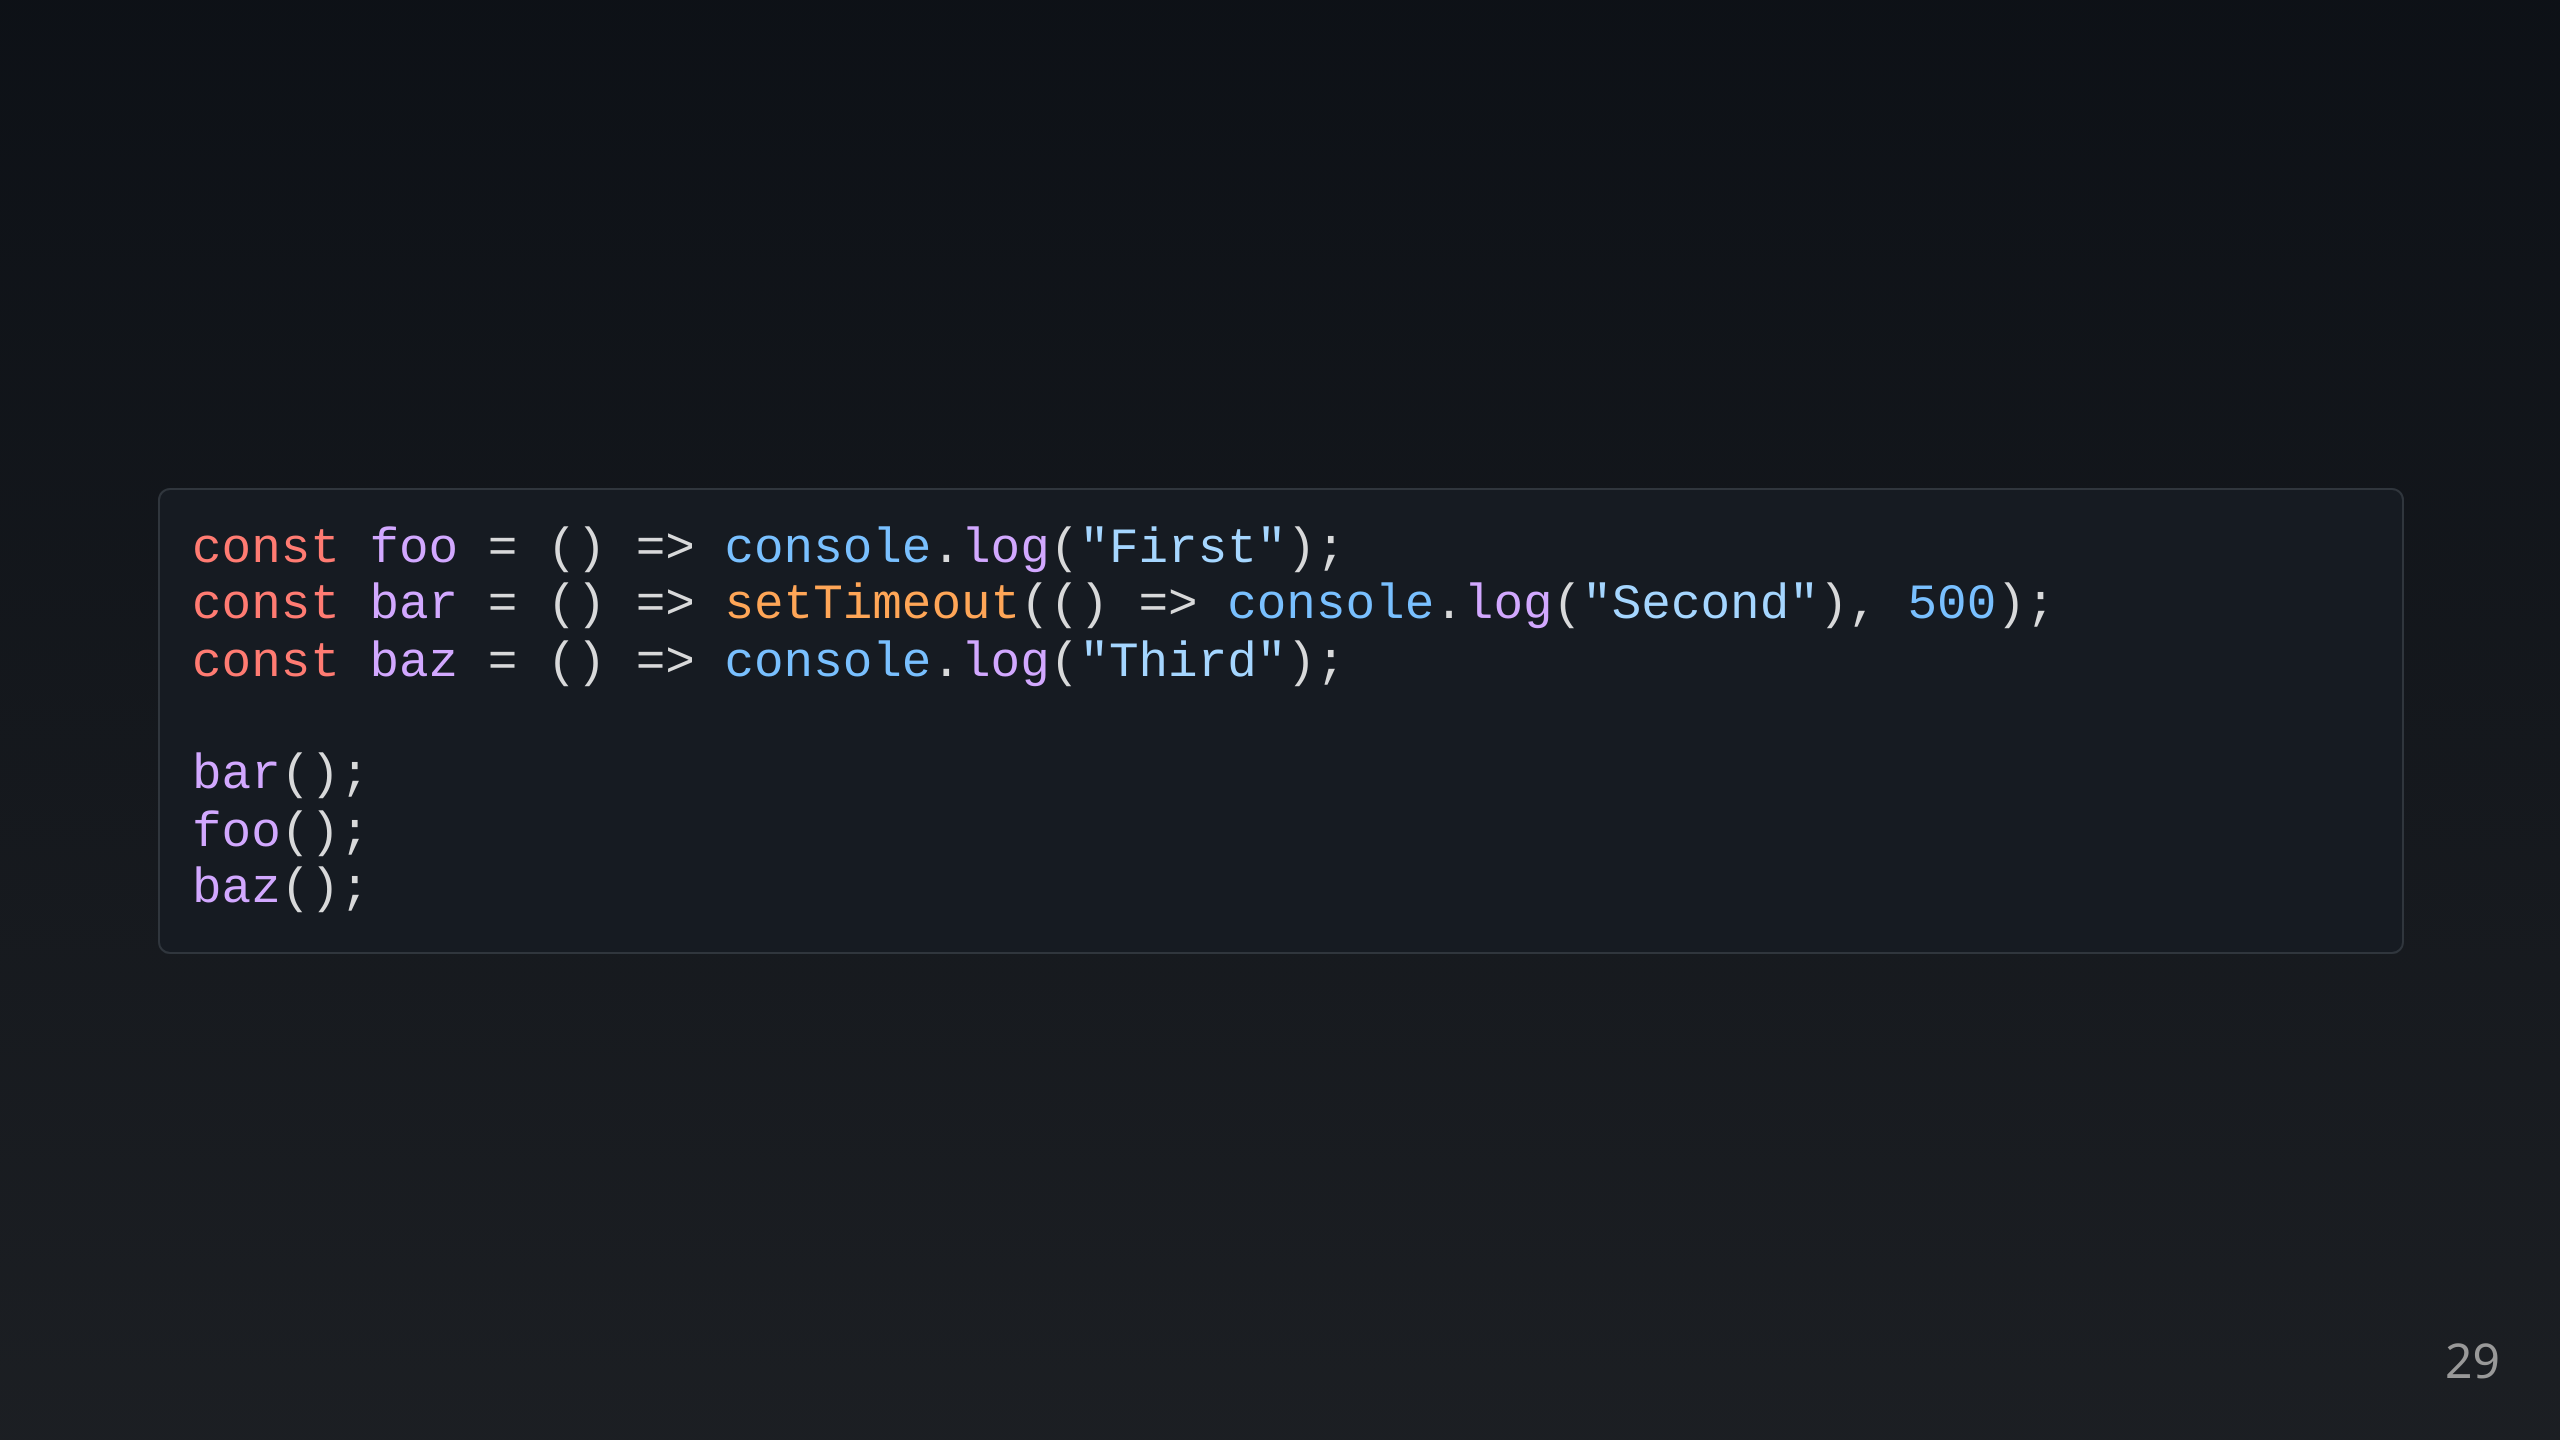 const foo = () => console.log("First");
const bar = () => setTimeout(() => console.log("Second"), 500);
const baz = () => console.log("Third");

bar();
foo();
baz();
29